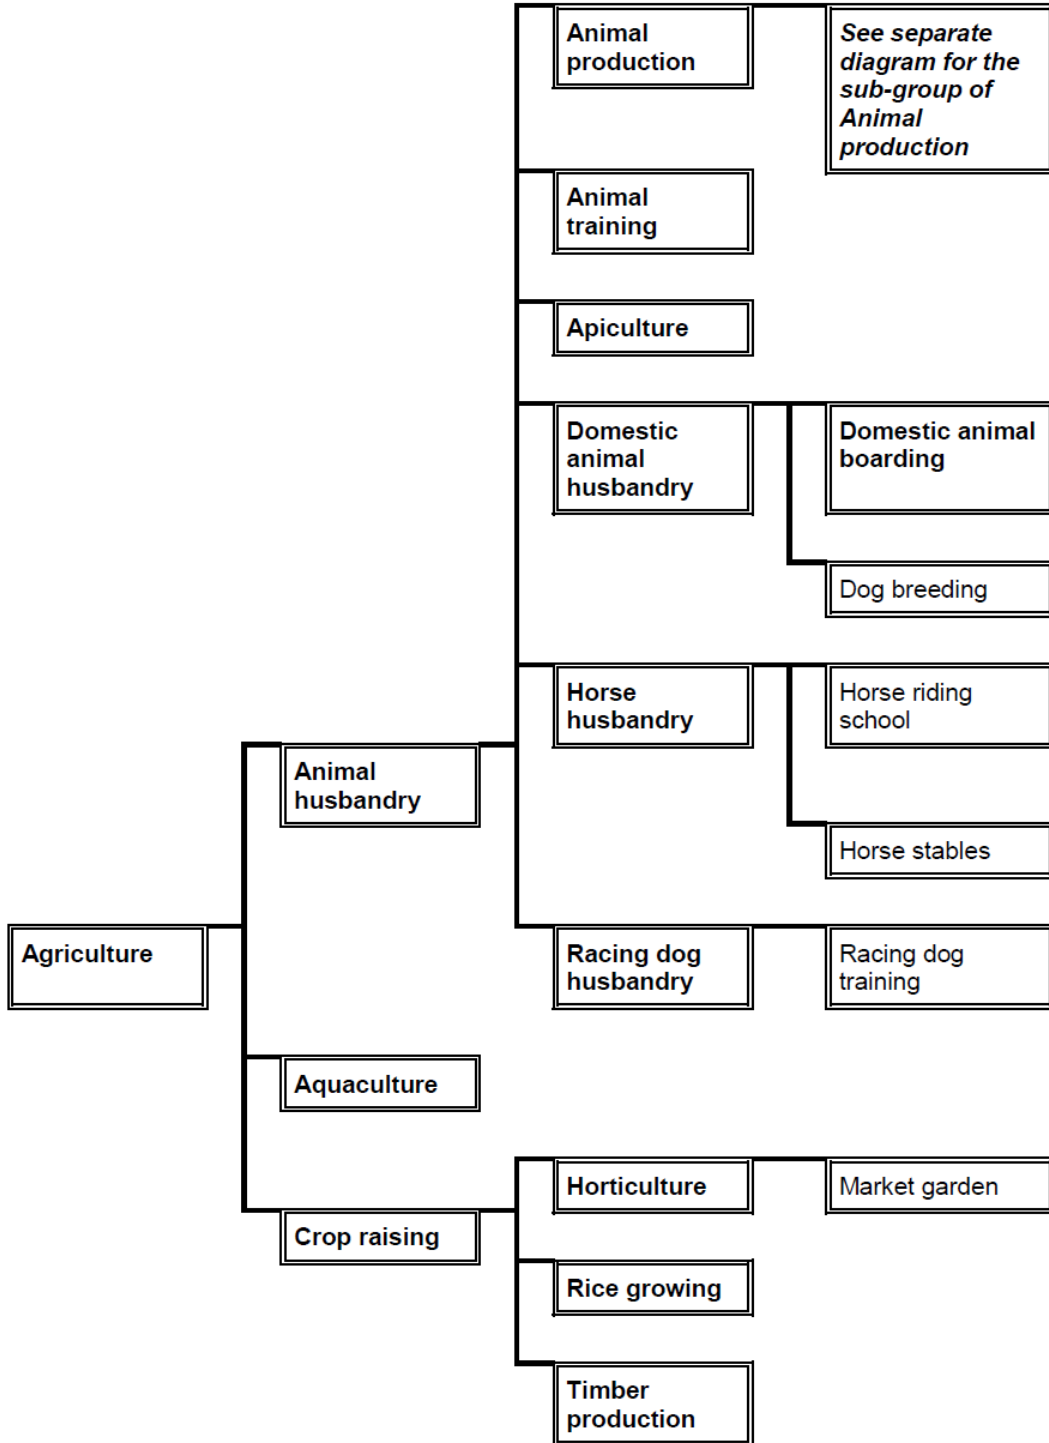 Animal
production
See separate
diagram for the
sub-group of
Animal
production
Animal
training
Apiculture
Domestic
animal
husbandry
Domestic animal
boarding
Dog breeding
Horse
husbandry
Horse riding
school
Animal
husbandry
Horse stables
Agriculture
Racing dog
husbandry
Racing dog
training
Aquaculture
Horticulture
Market garden
Crop raising
Rice growing
Timber
production